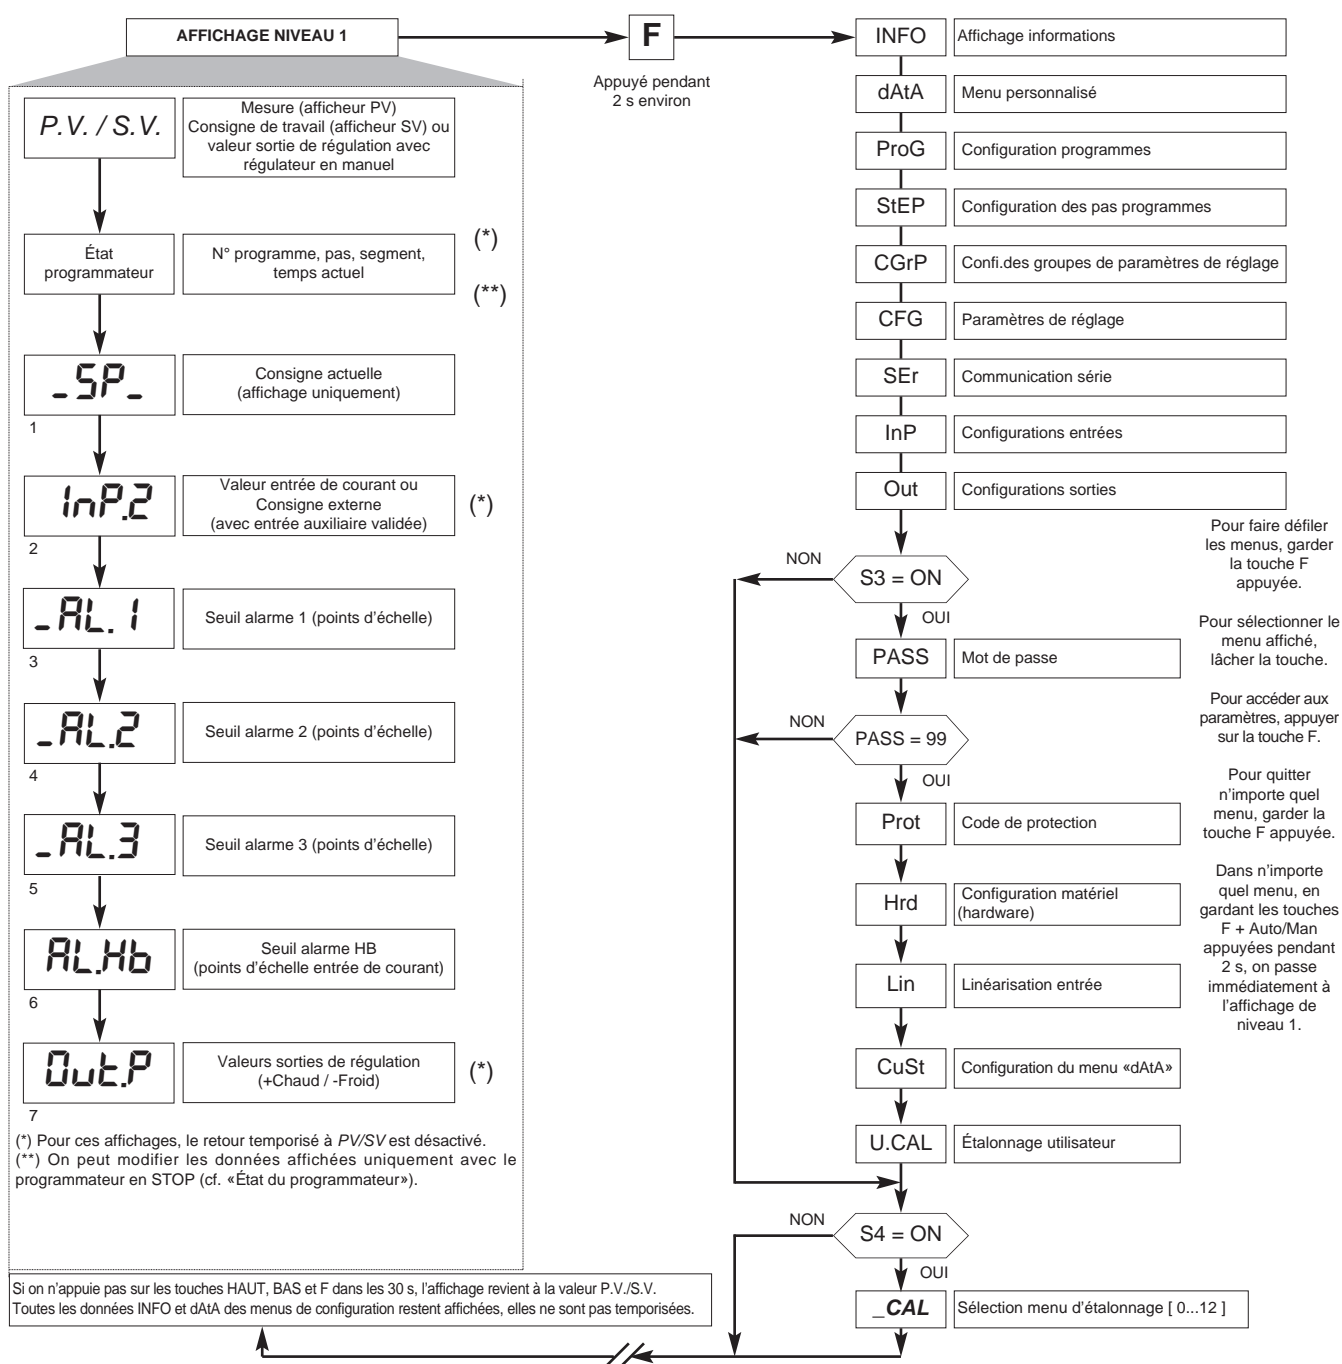 AFFICHAGE NIVEAU 1
F
Appuyé pendant
2 s environ
P.V. / S.V.
Mesure (afficheur PV)
Consigne de travail (afficheur SV) ou
valeur sortie de régulation avec
régulateur en manuel
État
programmateur
N° programme, pas, segment,
temps actuel
(*)
(**)
_SP_
Consigne actuelle
(affichage uniquement)
1
InP.2
Valeur entrée de courant ou
Consigne externe
(avec entrée auxiliaire validée)
(*)
2
_AL.1
Seuil alarme 1 (points d’échelle)
3
_AL.2
Seuil alarme 2 (points d’échelle)
4
_AL.3
Seuil alarme 3 (points d’échelle)
5
AL.Hb
Seuil alarme HB
(points d’échelle entrée de courant)
6
Out.P
Valeurs sorties de régulation
(+Chaud / -Froid)
(*)
7
(*) Pour ces affichages, le retour temporisé à PV/SV est désactivé.
(**) On peut modifier les données affichées uniquement avec le
programmateur en STOP (cf. «État du programmateur»).
Si on n’appuie pas sur les touches HAUT, BAS et F dans les 30 s, l’affichage revient à la valeur P.V./S.V.
Toutes les données INFO et dAtA des menus de configuration restent affichées, elles ne sont pas temporisées.
INFO
Affichage informations
dAtA
Menu personnalisé
ProG
Configuration programmes
StEP
Configuration des pas programmes
CGrP
Confi.des groupes de paramètres de réglage
CFG
Paramètres de réglage
SEr
Communication série
InP
Configurations entrées
Out
Configurations sorties
NON
S3 = ON
OUI
PASS
Mot de passe
NON
PASS = 99
OUI
Prot
Code de protection
Hrd
Configuration matériel
(hardware)
Lin
Linéarisation entrée
CuSt
Configuration du menu «dAtA»
U.CAL
Étalonnage utilisateur
NON
S4 = ON
OUI
_CAL
Sélection menu d’étalonnage [ 0...12 ]
Pour faire défiler
les menus, garder
la touche F
appuyée.
Pour sélectionner le
menu affiché,
lâcher la touche.
Pour accéder aux
paramètres, appuyer
sur la touche F.
Pour quitter
n’importe quel
menu, garder la
touche F appuyée.
Dans n’importe
quel menu, en
gardant les touches
F + Auto/Man
appuyées pendant
2 s, on passe
immédiatement à
l’affichage de
niveau 1.